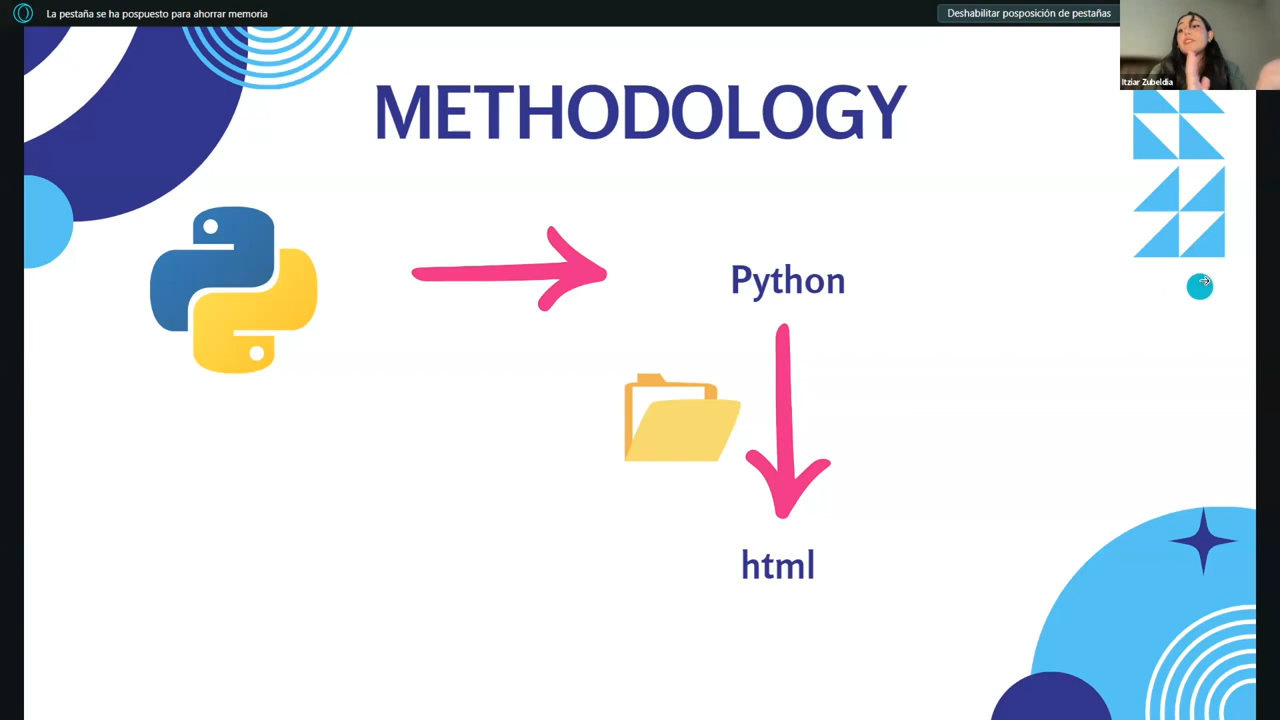 La pestaña se ha pospuesto para ahorrar memoria
Deshabilitar posposición de pestañas
Itziar Zubeldia
METHODOLOGY
Python
html